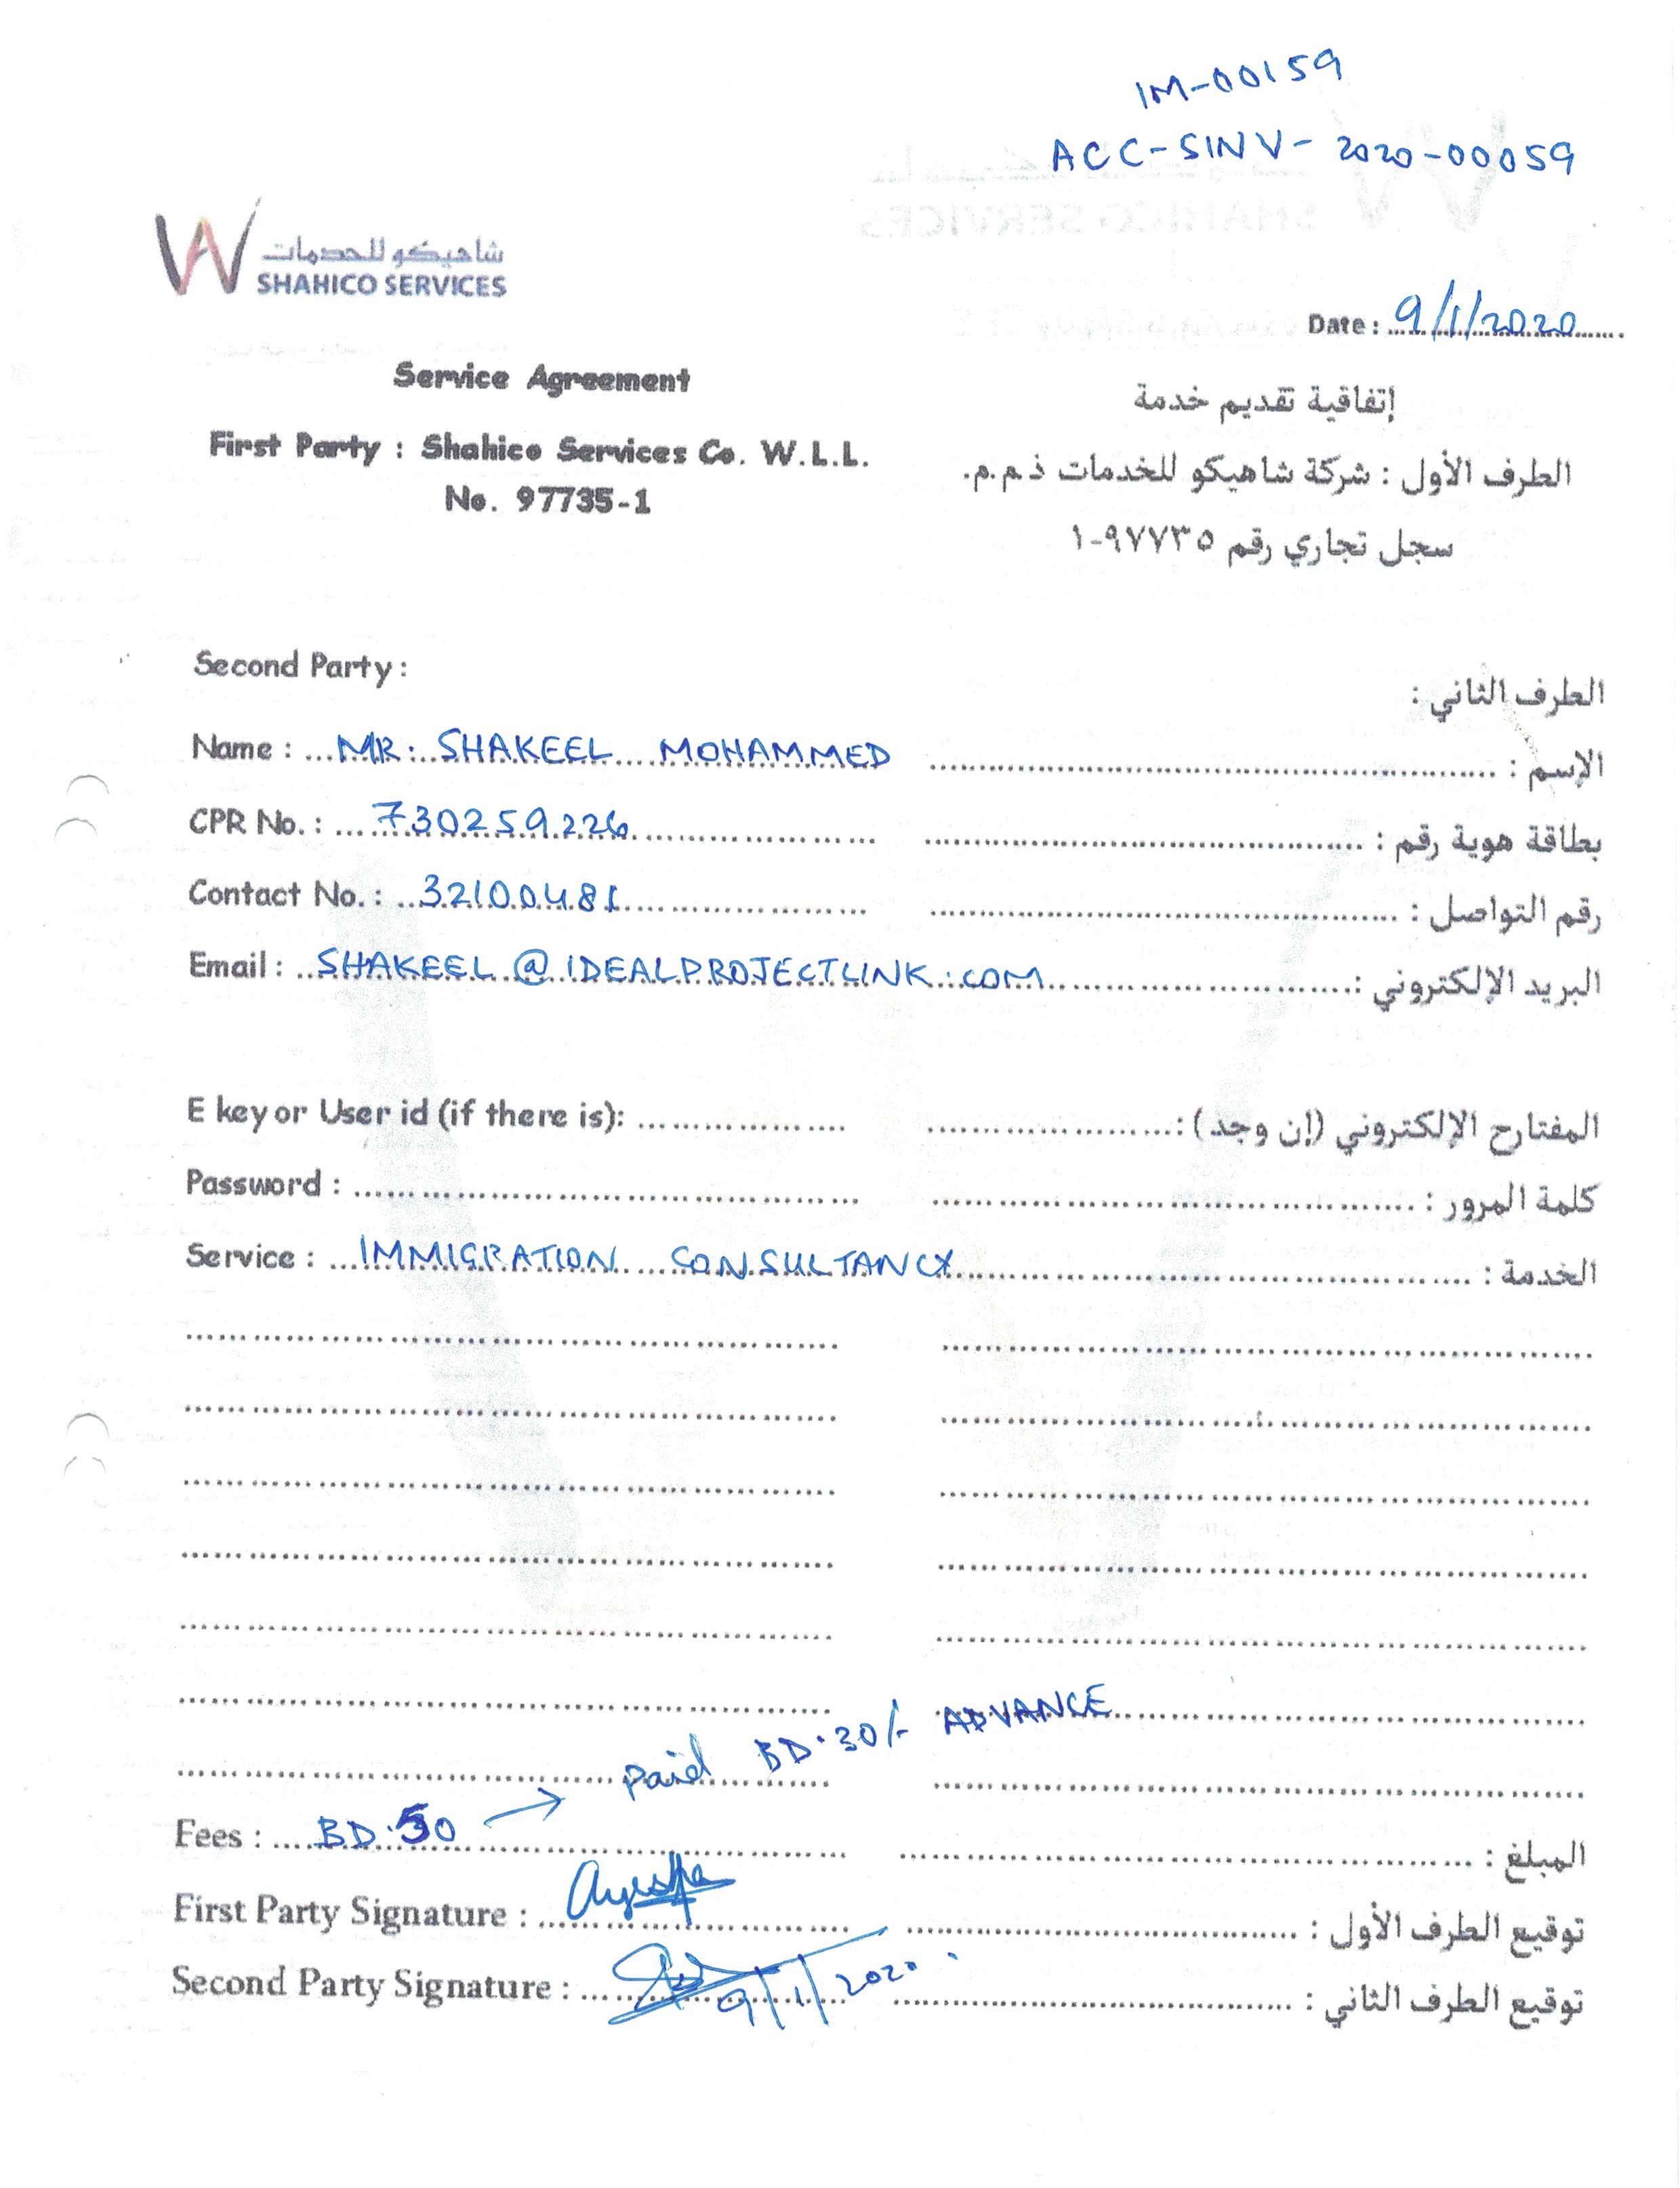 IM-00159
ACC-SINV-2020-00059
شاهيكو للخدمات
SHAHICO SERVICES
Date : 9/1/2020
Service Agreement
إتفاقية تقديم خدمة
First Party : Shahico Services Co. W.L.L.
الطرف الأول : شركة شاهيكو للخدمات ذ.م.م.
No. 97735-1
سجل تجاري رقم ٩٧٧٣٥-١
Second Party :
الطرف الثاني :
Name : MR. SHAKEEL MOHAMMED
الإسم :
CPR No. : 730259226
بطاقة هوية رقم :
Contact No. : 32100481
رقم التواصل :
Email : SHAKEEL@IDEALPROJECTLINK.COM
البريد الإلكتروني :
E key or User id (if there is):
المفتارح الإلكتروني (إن وجد) :
Password :
كلمة المرور :
Service : IMMIGRATION CONSULTANCY
الخدمة :
paid BD.30/- ADVANCE
Fees : BD.50 →
المبلغ :
First Party Signature : Ayesha
توقيع الطرف الأول :
Second Party Signature : 9/1/2020
توقيع الطرف الثاني :